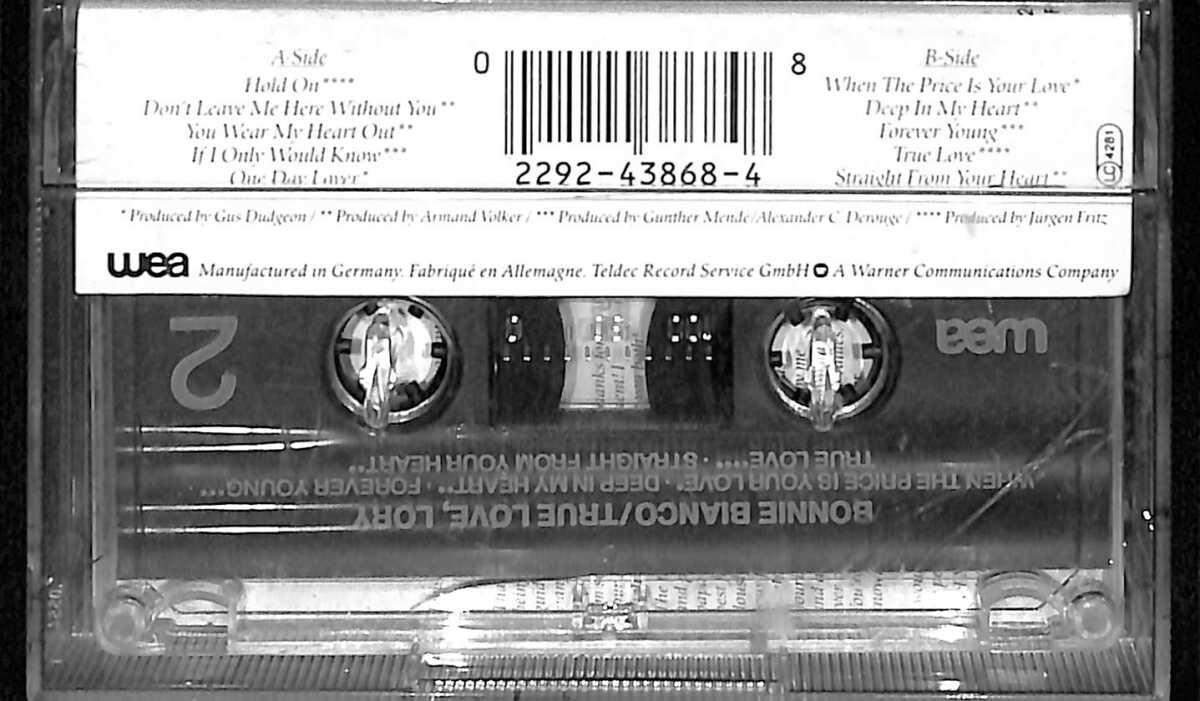 A-Side
Hold On****
Don't Leave Me Here Without You**
You Wear My Heart Out**
If I Only Would Know***
One Day Lover*
0
8
2292-43868-4
B-Side
When The Price Is Your Love*
Deep In My Heart**
Forever Young***
True Love****
Straight From Your Heart**
LC 4281
* Produced by Gus Dudgeon / ** Produced by Armand Volker / *** Produced by Gunther Mende/Alexander C. Derouge / **** Produced by Jürgen Fritz
wea Manufactured in Germany. Fabriqué en Allemagne. Teldec Record Service GmbH A Warner Communications Company
2
wea
BONNIE BIANCO/TRUE LOVE, LORY
WHEN THE PRICE IS YOUR LOVE* · DEEP IN MY HEART** · FOREVER YOUNG***
TRUE LOVE**** · STRAIGHT FROM YOUR HEART**